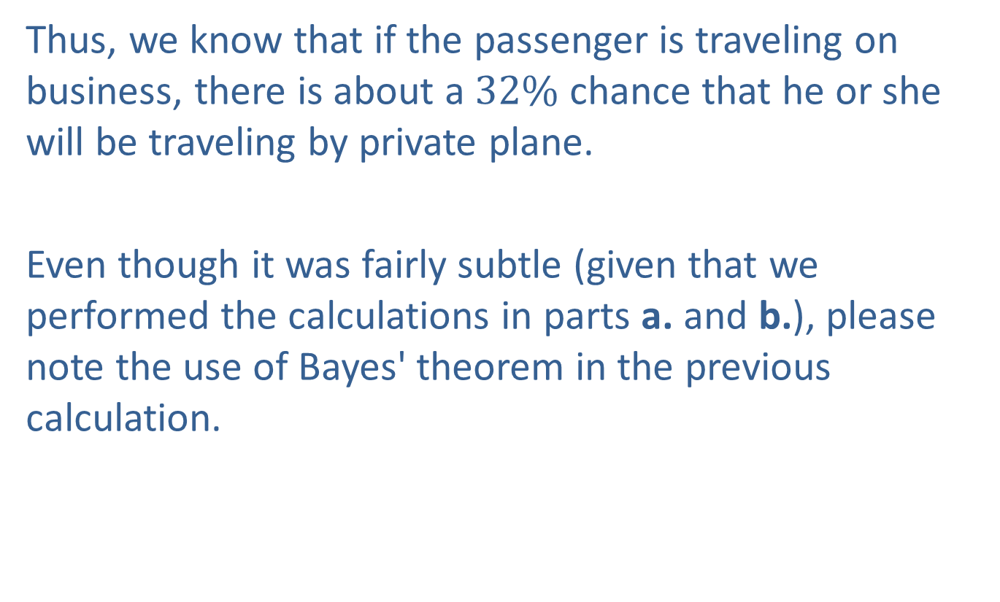 Thus, we know that if the passenger is traveling on
business, there is about a 32% chance that he or she
will be traveling by private plane.
Even though it was fairly subtle (given that we
performed the calculations in parts a. and b.), please
note the use of Bayes' theorem in the previous
calculation.